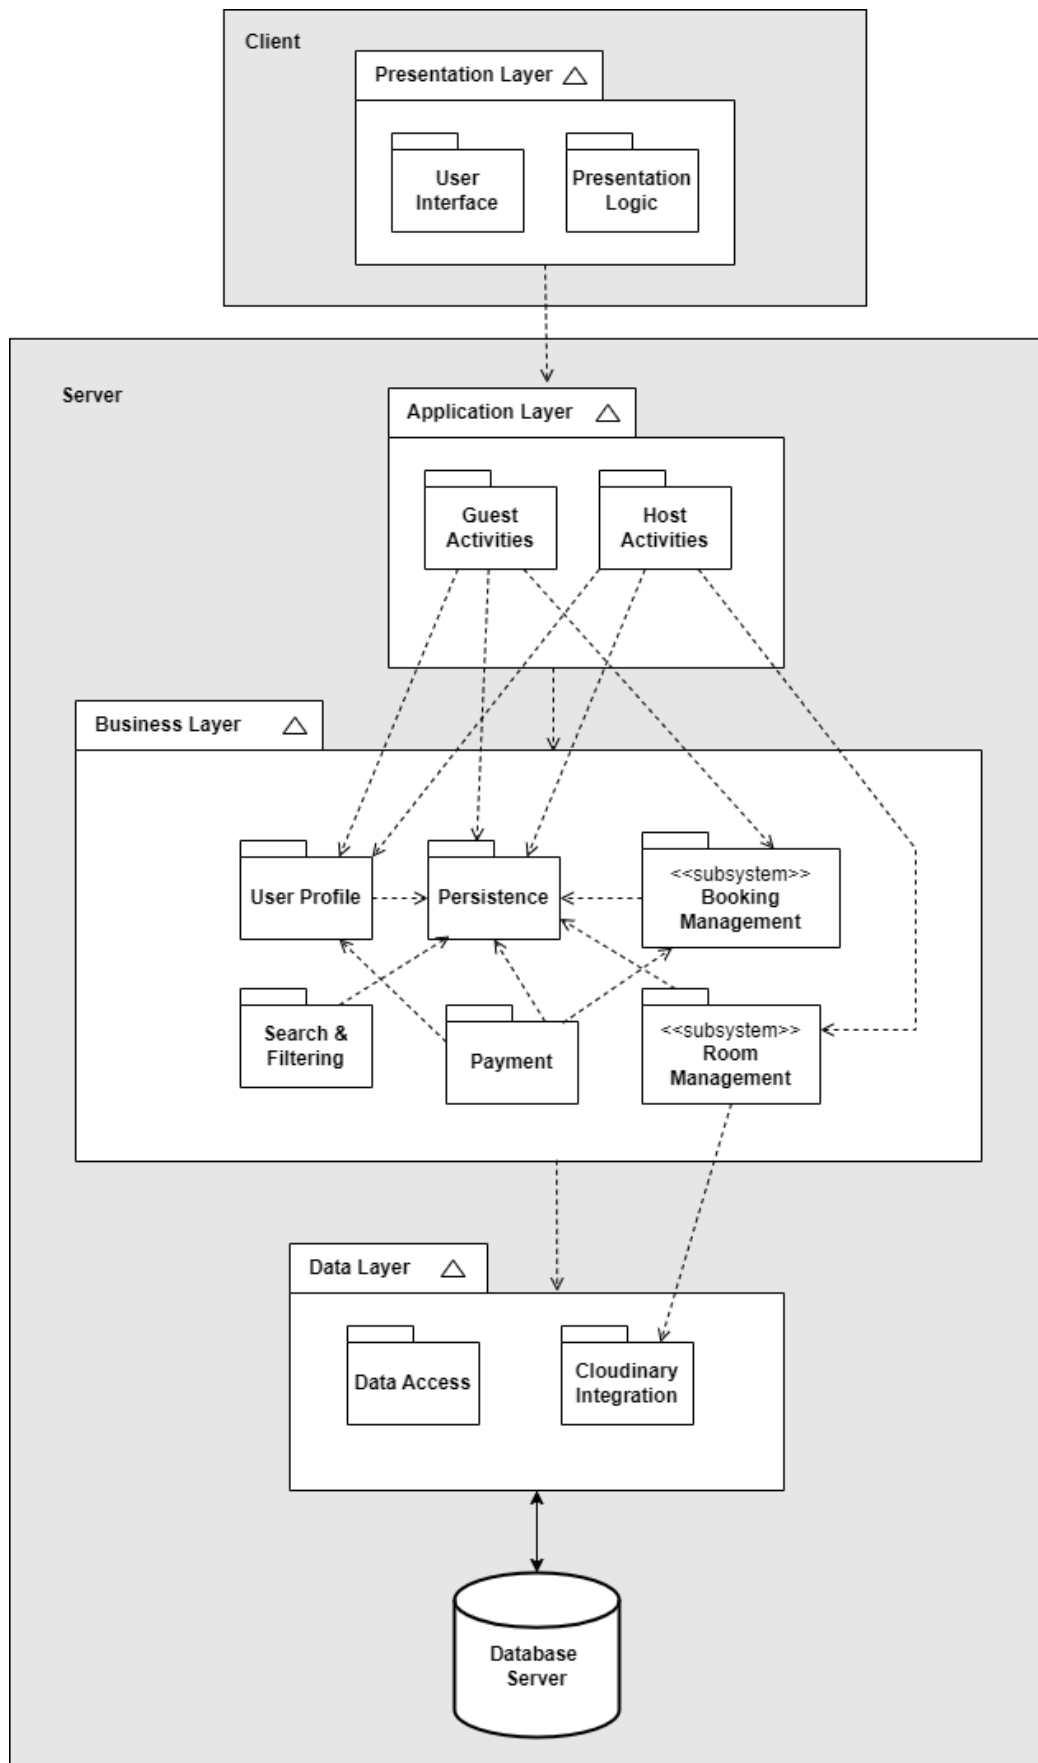 Client
Presentation Layer
User
Interface
Presentation
Logic
Server
Application Layer
Guest
Activities
Host
Activities
Business Layer
User Profile
Persistence
<<subsystem>>
Booking
Management
Search &
Filtering
Payment
<<subsystem>>
Room
Management
Data Layer
Data Access
Cloudinary
Integration
Database
Server